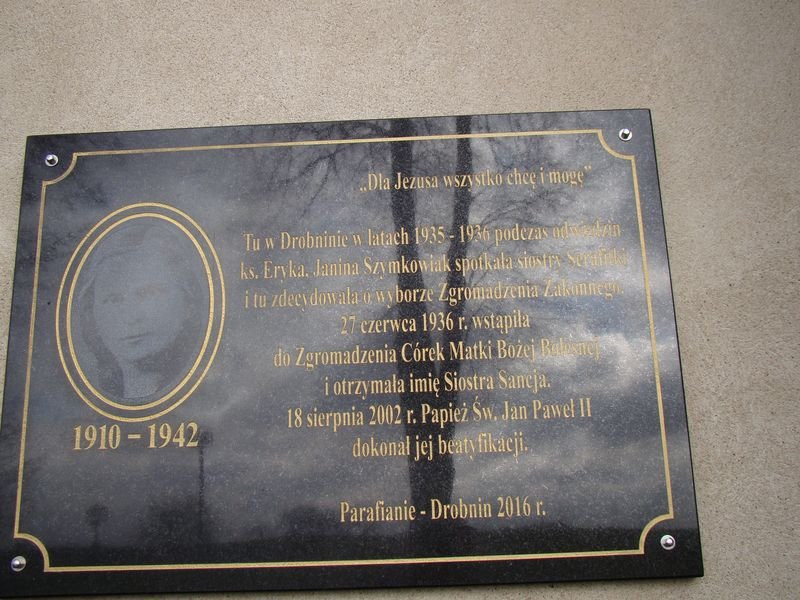 „Dla Jezusa wszystko chcę i mogę"
Tu w Drobninie w latach 1935 - 1936 podczas odwiedzin
ks. Eryka, Janina Szymkowiak spotkała siostry Serafitki
i tu zdecydowała o wyborze Zgromadzenia Zakonnego.
27 czerwca 1936 r. wstąpiła
do Zgromadzenia Córek Matki Bożej Bolesnej
i otrzymała imię Siostra Sancja.
18 sierpnia 2002 r. Papież Św. Jan Paweł II
dokonał jej beatyfikacji.
Parafianie - Drobnin 2016 r.
1910 – 1942